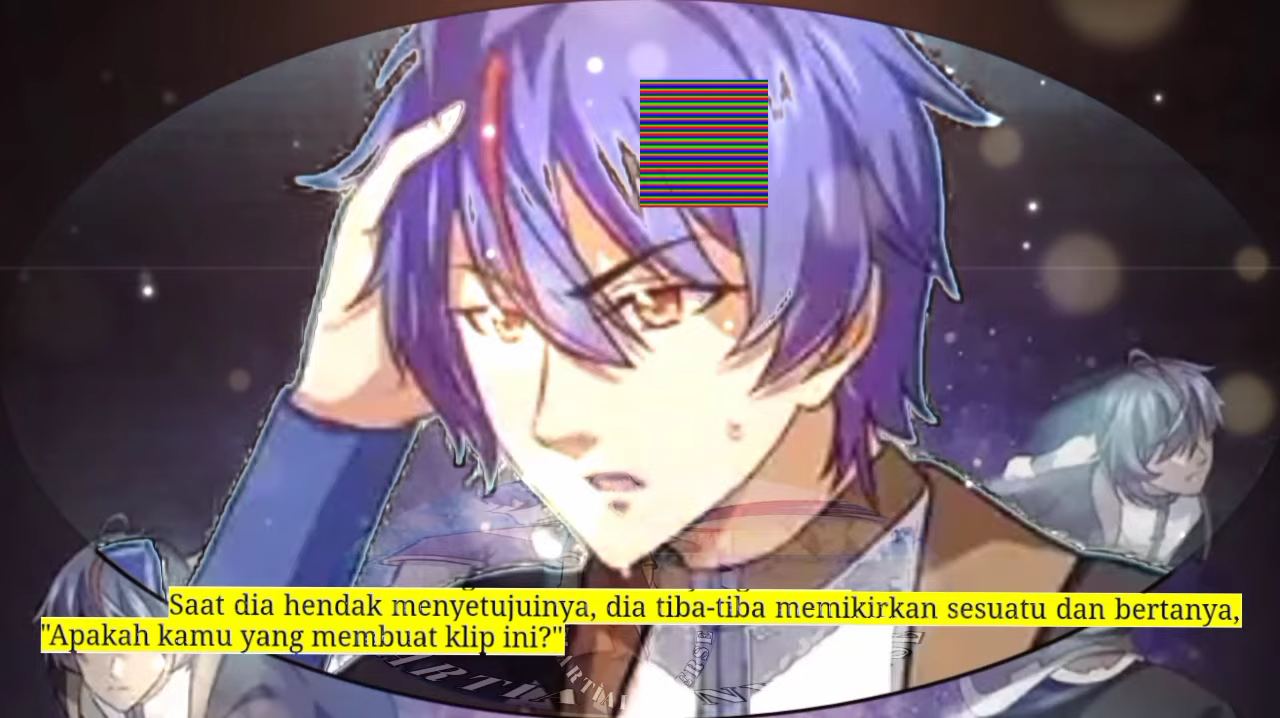 Saat dia hendak menyetujuinya, dia tiba-tiba memikirkan sesuatu dan bertanya,
"Apakah kamu yang membuat klip ini?"